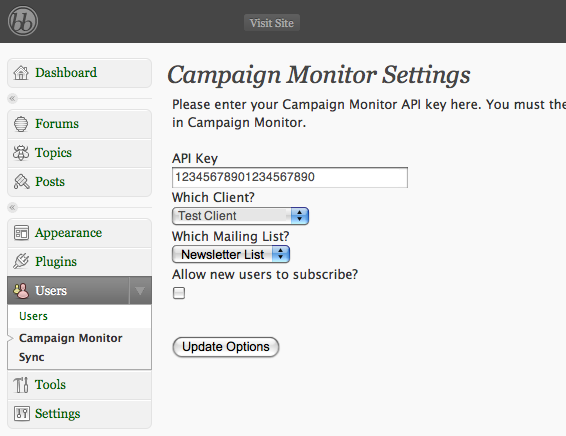 bb
Visit Site
Dashboard
Forums
Topics
Posts
Appearance
Plugins
Users
Users
Campaign Monitor
Sync
Tools
Settings
Campaign Monitor Settings
Please enter your Campaign Monitor API key here. You must the
in Campaign Monitor.
API Key
12345678901234567890
Which Client?
Test Client
Which Mailing List?
Newsletter List
Allow new users to subscribe?
Update Options